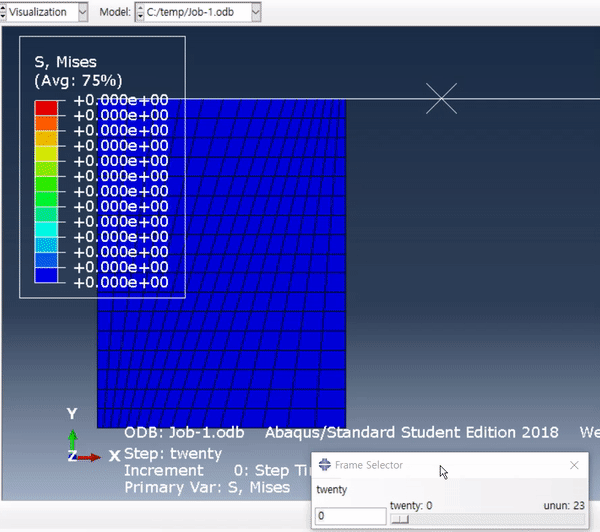 Visualization Model: C:/temp/Job-1.odb
S, Mises
(Avg: 75%)
+0.000e+00
+0.000e+00
+0.000e+00
+0.000e+00
+0.000e+00
+0.000e+00
+0.000e+00
+0.000e+00
+0.000e+00
+0.000e+00
+0.000e+00
+0.000e+00
+0.000e+00
Y
Z X
ODB: Job-1.odb Abaqus/Standard Student Edition 2018 We
Step: twenty
Increment 0: Step Ti
Primary Var: S, Mises
Frame Selector
twenty
twenty: 0 unun: 23
0